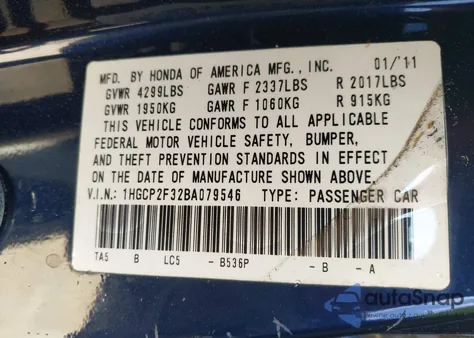 MFD. BY HONDA OF AMERICA MFG., INC. 01/11
GVWR 4299LBS GAWR F 2337LBS R 2017LBS
GVWR 1950KG GAWR F 1060KG R 915KG
THIS VEHICLE CONFORMS TO ALL APPLICABLE
FEDERAL MOTOR VEHICLE SAFETY, BUMPER,
AND THEFT PREVENTION STANDARDS IN EFFECT
ON THE DATE OF MANUFACTURE SHOWN ABOVE.
V.I.N.: 1HGCP2F32BA079546 TYPE: PASSENGER CAR
TA5 B LC5 - B536P - B - A
autoSnap